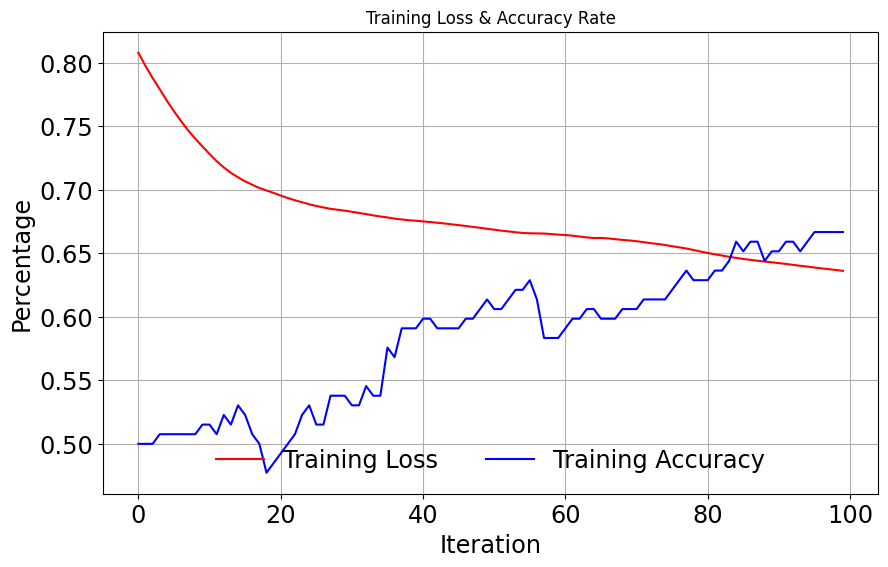 Training Loss & Accuracy Rate
0.80
0.75
0.70
0.65
0.60
0.55
0.50
Percentage
Training Loss Training Accuracy
0 20 40 60 80 100
Iteration